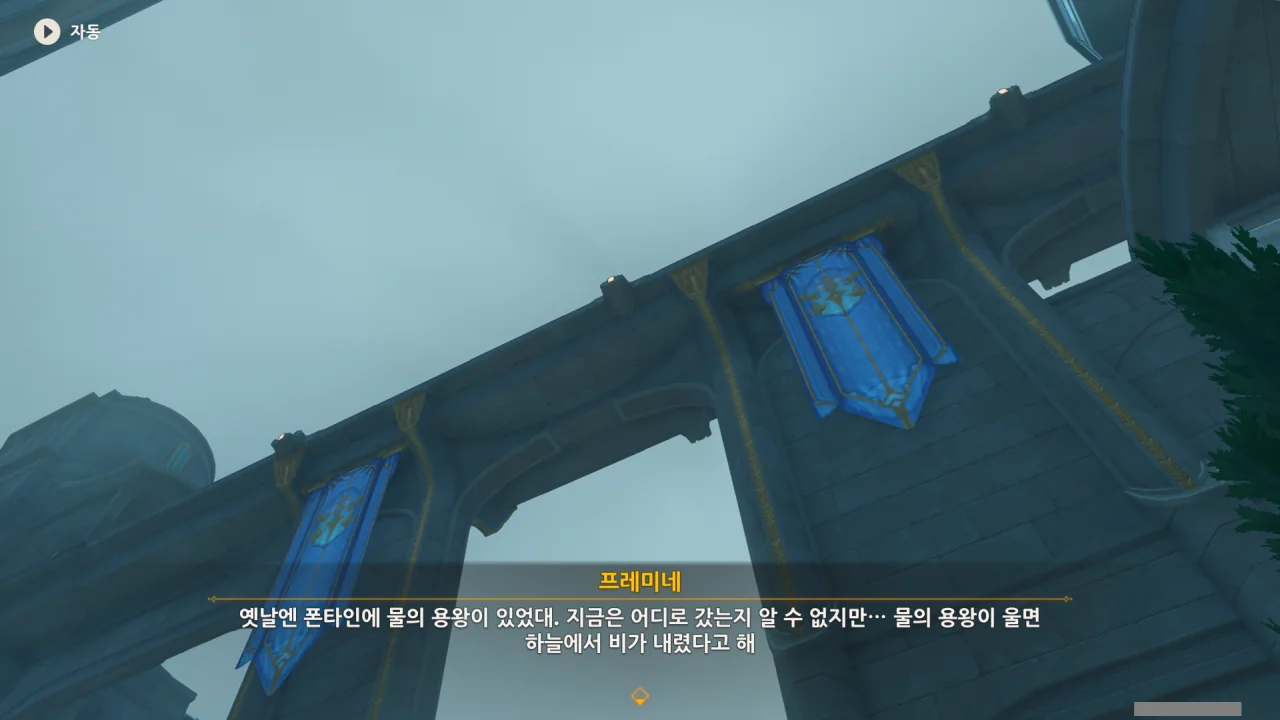 자동
프레미네
옛날엔 폰타인에 물의 용왕이 있었대. 지금은 어디로 갔는지 알 수 없지만… 물의 용왕이 울면
하늘에서 비가 내렸다고 해